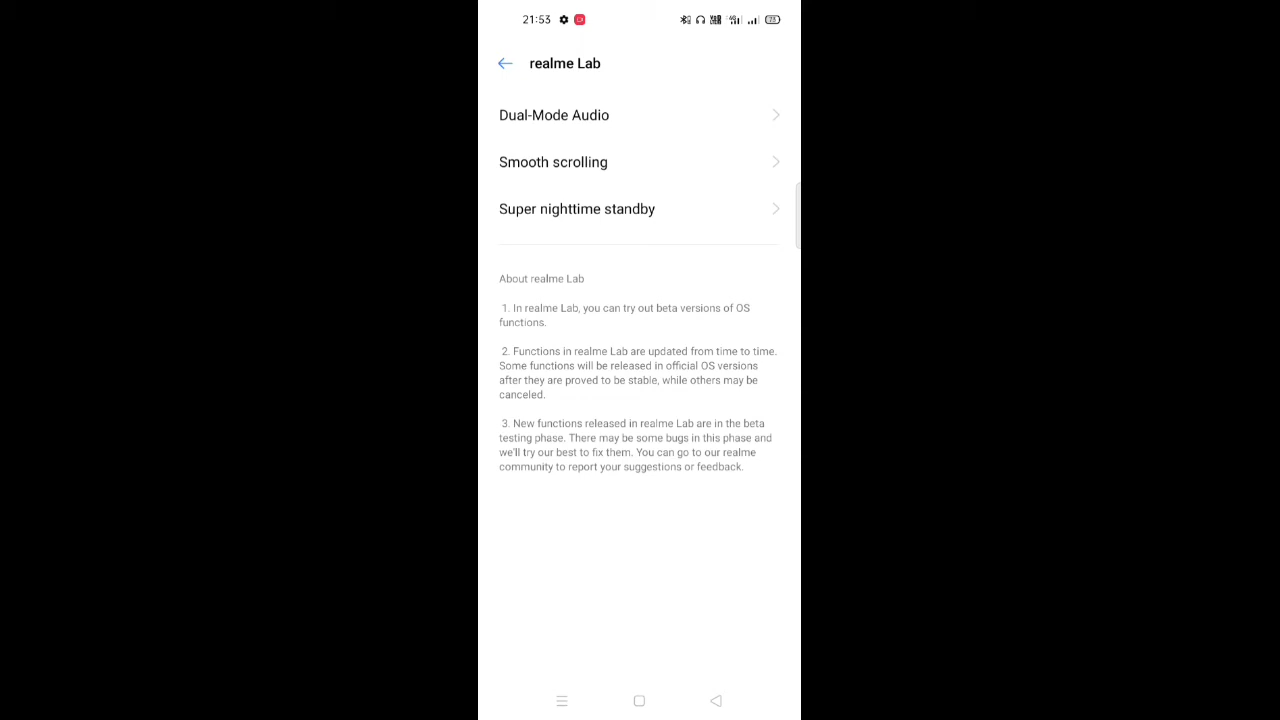 21:53
realme Lab
Dual-Mode Audio
Smooth scrolling
Super nighttime standby
About realme Lab
1. In realme Lab, you can try out beta versions of OS
functions.
2. Functions in realme Lab are updated from time to time.
Some functions will be released in official OS versions
after they are proved to be stable, while others may be
canceled.
3. New functions released in realme Lab are in the beta
testing phase. There may be some bugs in this phase and
we'll try our best to fix them. You can go to our realme
community to report your suggestions or feedback.